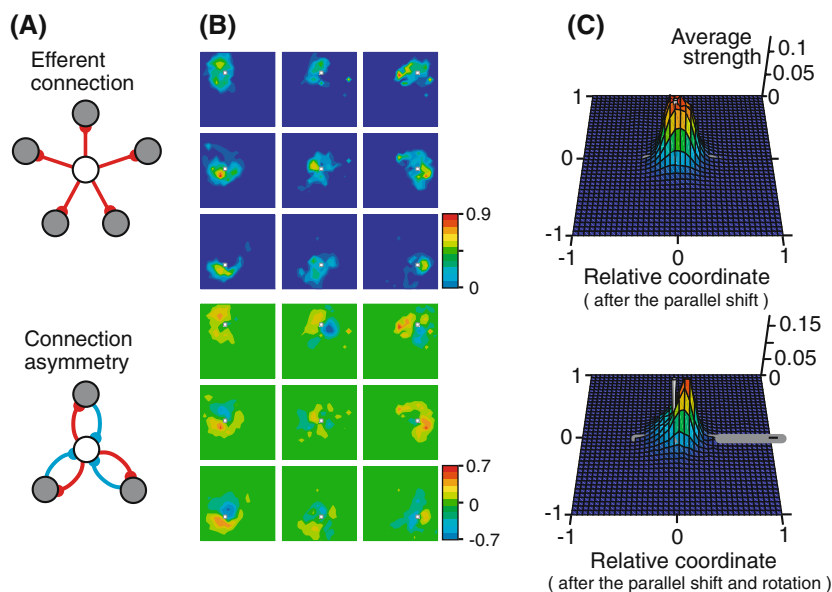 (A)
Efferent
connection
Connection
asymmetry
(B)
0.9
0
0.7
0
-0.7
(C)
Average
strength
0.1
0.05
0
1
0
-1
-1
0
1
Relative coordinate
( after the parallel shift )
0.15
0.05
0
1
0
-1
-1
0
1
Relative coordinate
( after the parallel shift and rotation )